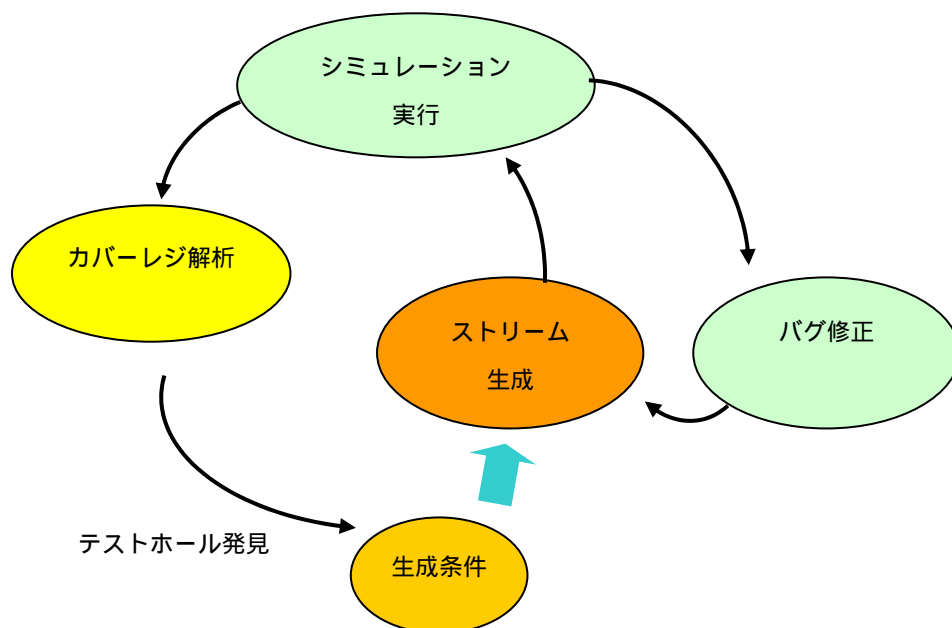 シミュレーション
実行
カバーレジ解析
ストリーム
生成
バグ修正
テストホール発見
生成条件